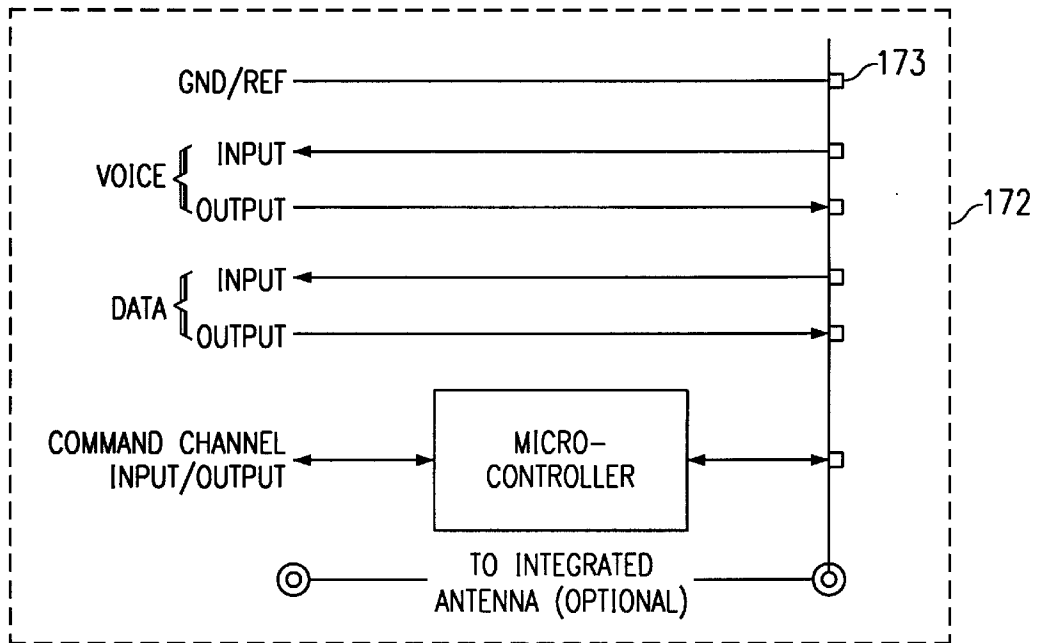 GND/REF
173
VOICE
INPUT
OUTPUT
172
DATA
INPUT
OUTPUT
COMMAND CHANNEL
INPUT/OUTPUT
MICRO-
CONTROLLER
TO INTEGRATED
ANTENNA (OPTIONAL)